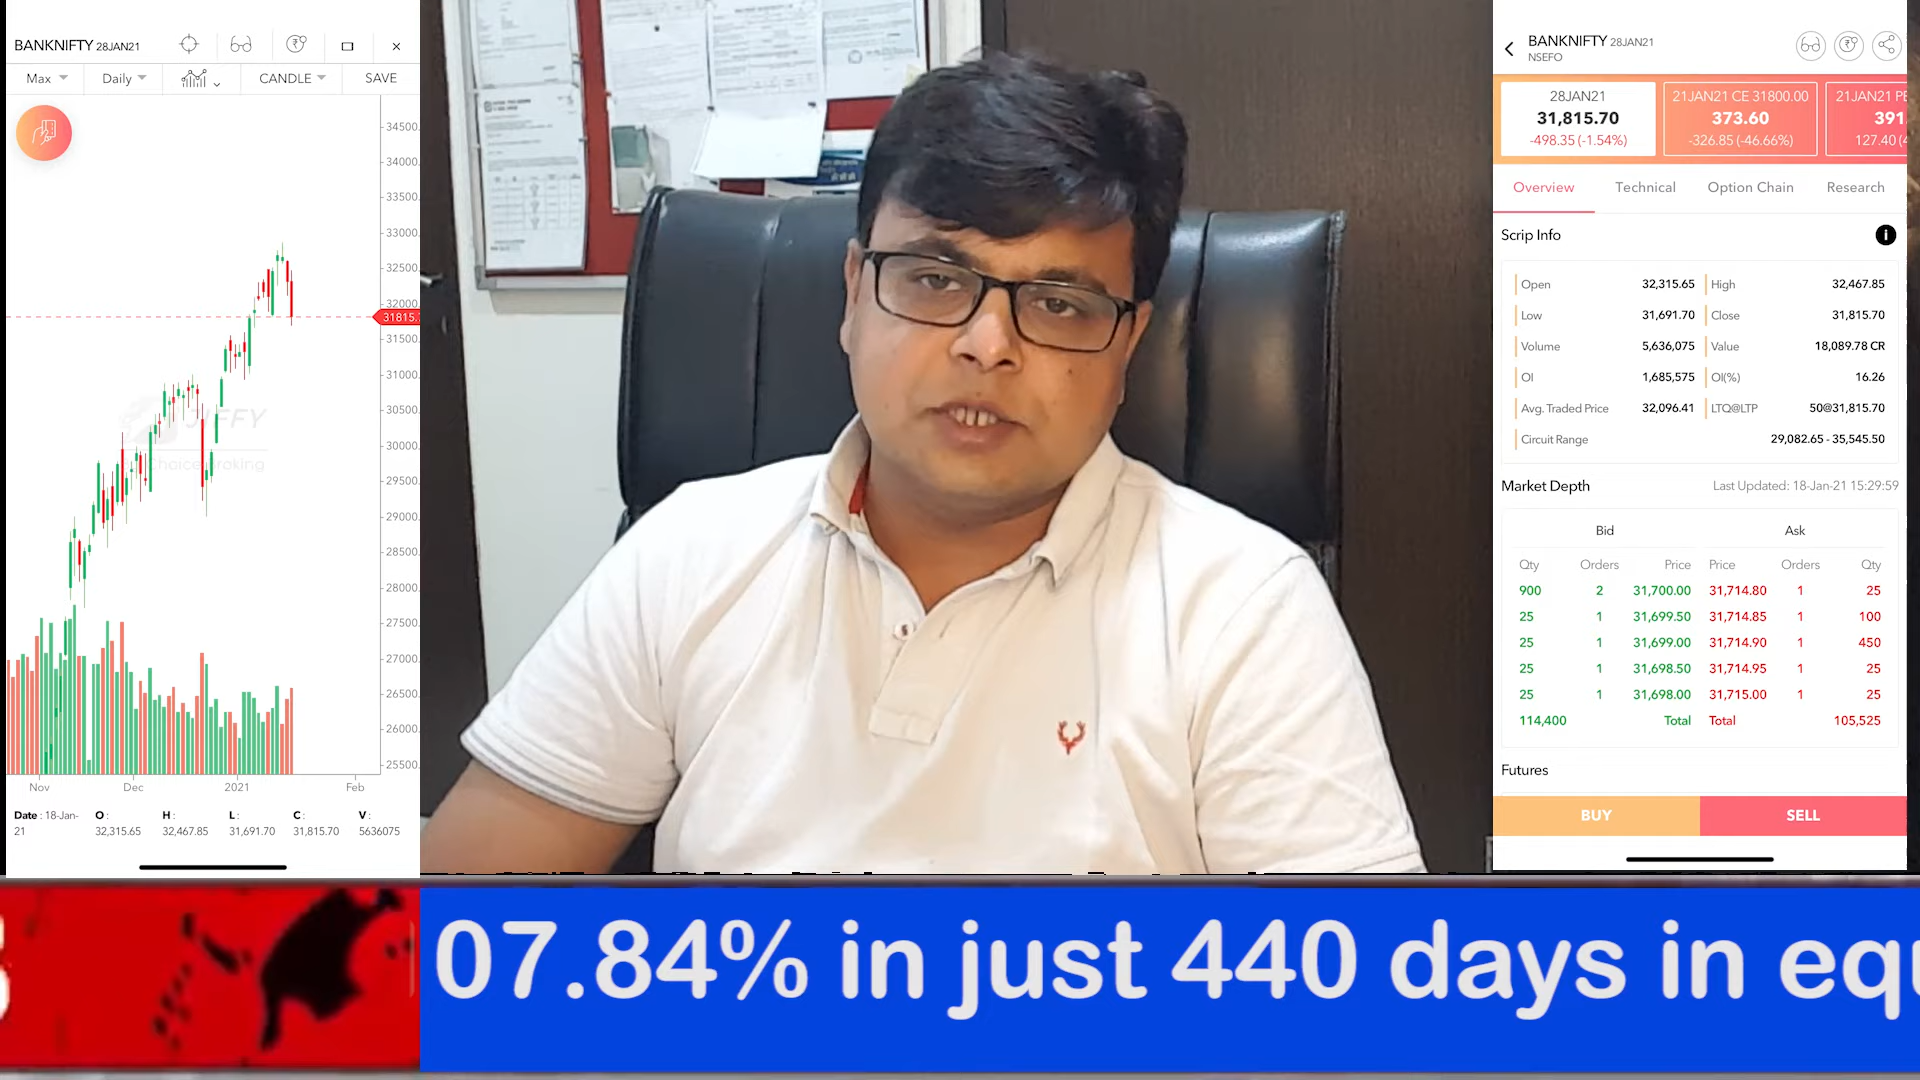 BANKNIFTY 28JAN21
Max Daily CANDLE SAVE
34500.
34000.
33500.
33000.
32500.
32000.
31815.
31500.
31000.
30500.
30000.
29500.
29000.
28500.
28000.
27500.
27000.
26500.
26000.
25500.
JIFFY
Choice Broking
Nov Dec 2021 Feb
Date : 18-Jan-21 O : 32,315.65 H : 32,467.85 L : 31,691.70 C : 31,815.70 V : 5636075
BANKNIFTY 28JAN21
NSEFO
28JAN21
31,815.70
-498.35 (-1.54%)
21JAN21 CE 31800.00
373.60
-326.85 (-46.66%)
21JAN21 PE
391.
127.40 (4
Overview Technical Option Chain Research
Scrip Info
Open 32,315.65 High 32,467.85
Low 31,691.70 Close 31,815.70
Volume 5,636,075 Value 18,089.78 CR
OI 1,685,575 OI(%) 16.26
Avg. Traded Price 32,096.41 LTQ@LTP 50@31,815.70
Circuit Range 29,082.65 - 35,545.50
Market Depth Last Updated: 18-Jan-21 15:29:59
Bid Ask
Qty Orders Price Price Orders Qty
900 2 31,700.00 31,714.80 1 25
25 1 31,699.50 31,714.85 1 100
25 1 31,699.00 31,714.90 1 450
25 1 31,698.50 31,714.95 1 25
25 1 31,698.00 31,715.00 1 25
114,400 Total Total 105,525
Futures
BUY SELL
07.84% in just 440 days in equ